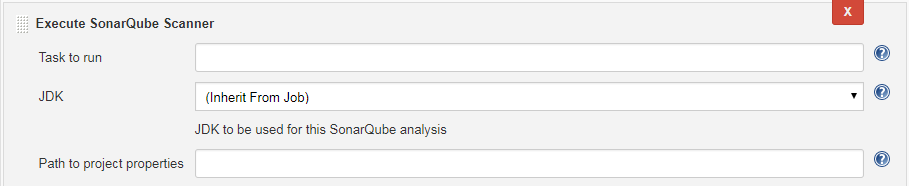 Execute SonarQube Scanner
X
Task to run
?
JDK
(Inherit From Job)
?
JDK to be used for this SonarQube analysis
Path to project properties
?